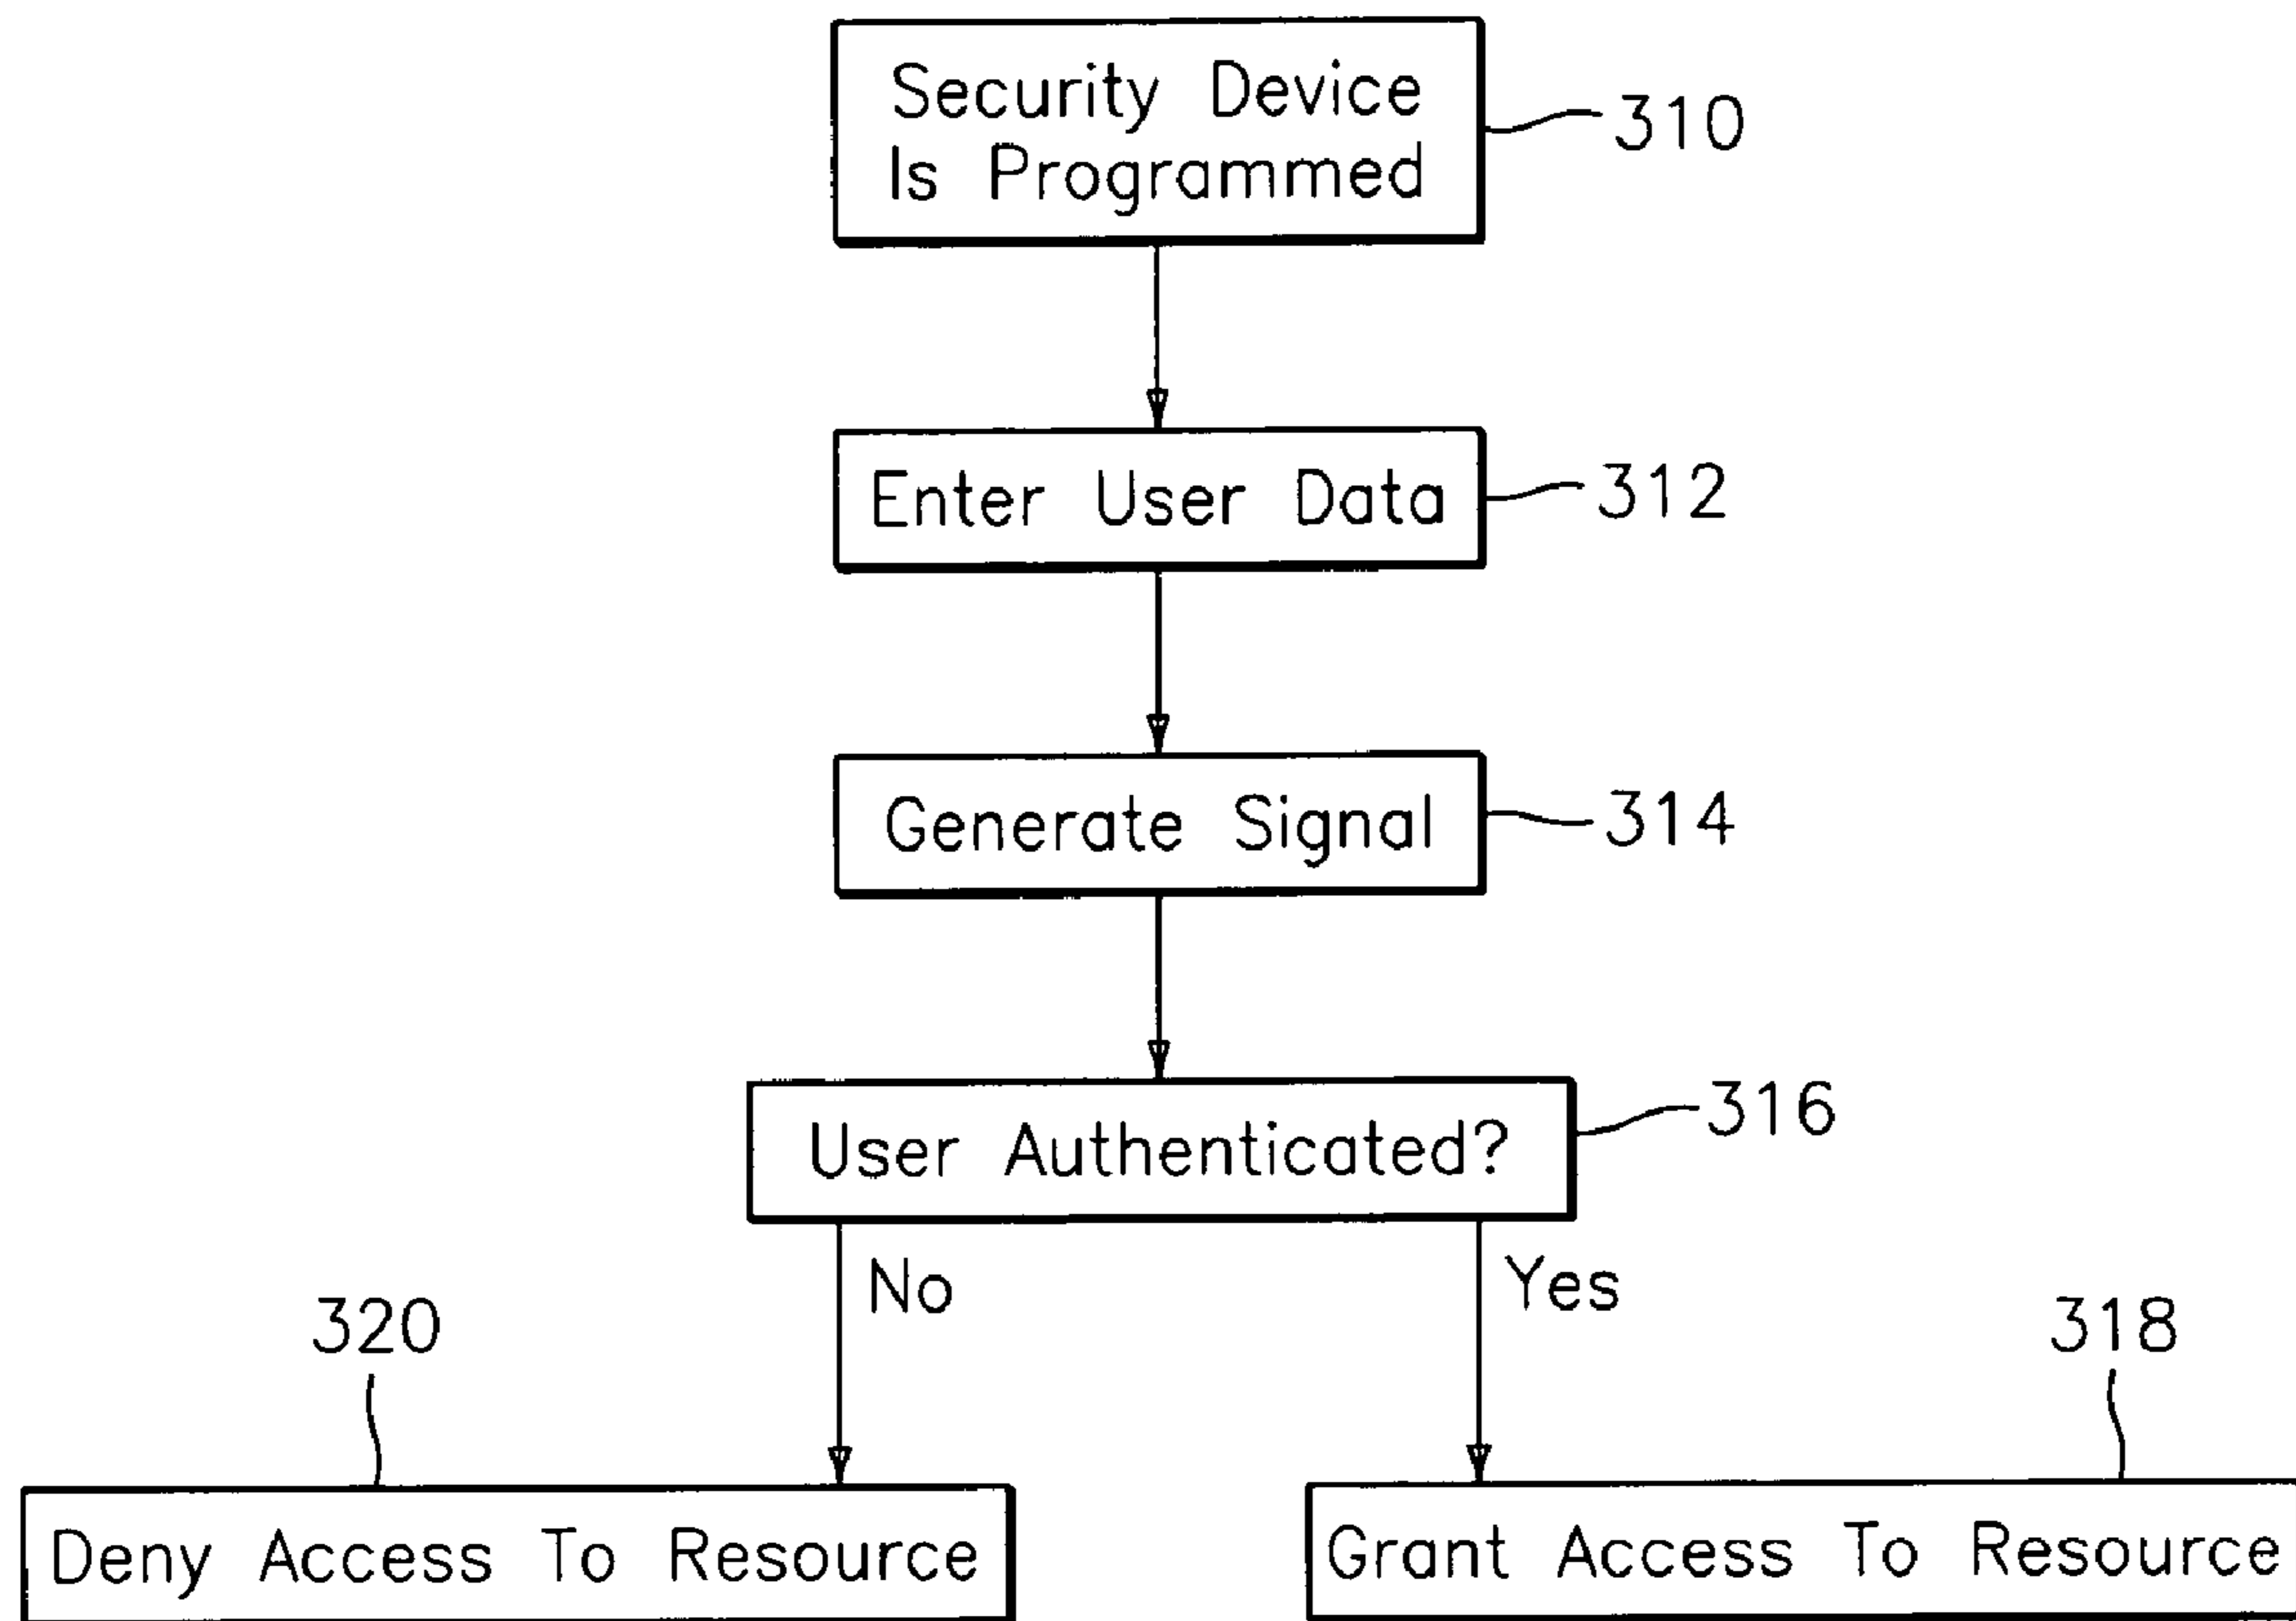 Security Device
Is Programmed
310
Enter User Data
312
Generate Signal
314
User Authenticated?
316
No
Yes
320
318
Deny Access To Resource
Grant Access To Resource